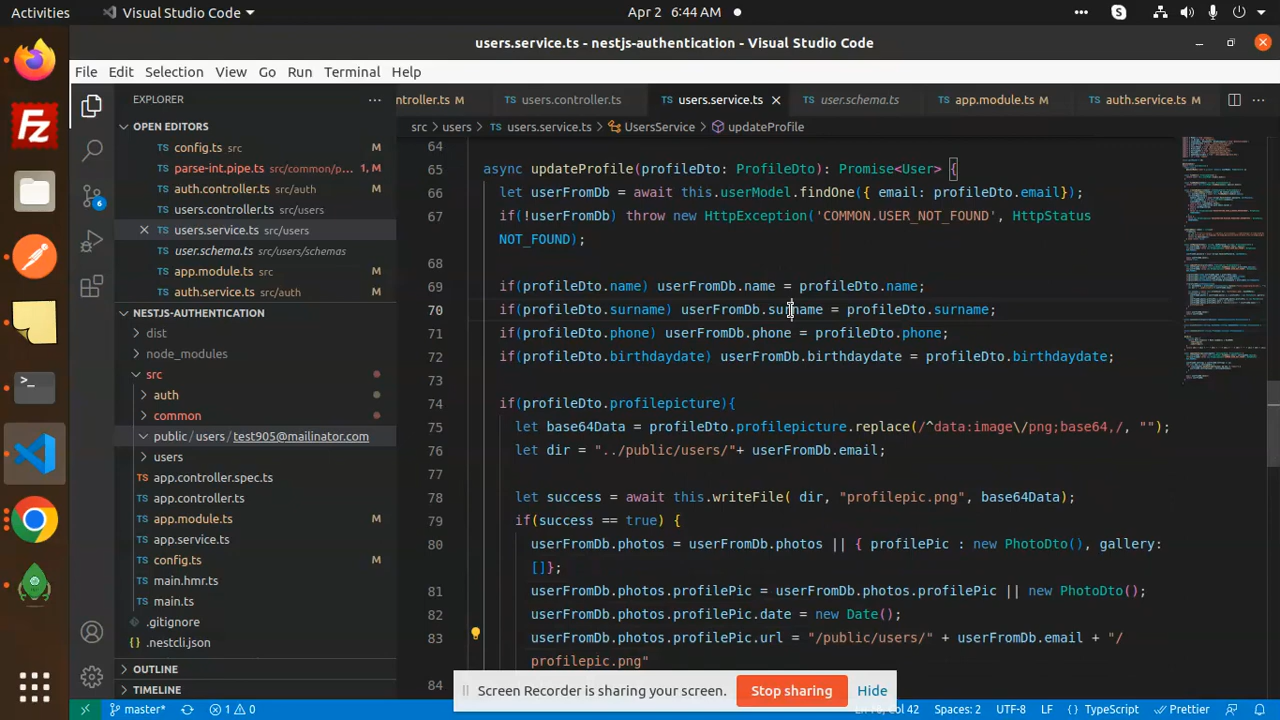 Activities
Visual Studio Code
Apr 2 6:44 AM
users.service.ts - nestjs-authentication - Visual Studio Code
File Edit Selection View Go Run Terminal Help
EXPLORER
ntroller.ts M
users.controller.ts
users.service.ts
user.schema.ts
app.module.ts M
auth.service.ts M
src > users > users.service.ts > UsersService > updateProfile
OPEN EDITORS
config.ts src M
parse-int.pipe.ts src/common/p... 1, M
auth.controller.ts src/auth M
users.controller.ts src/users
users.service.ts src/users
user.schema.ts src/users/schemas
app.module.ts src M
auth.service.ts src/auth M
NESTJS-AUTHENTICATION
dist
node_modules
src
auth
common
public / users / test905@mailinator.com
users
app.controller.spec.ts
app.controller.ts
app.module.ts M
app.service.ts
config.ts M
main.hmr.ts
main.ts
.gitignore
.nestcli.json
OUTLINE
TIMELINE
64
65 async updateProfile(profileDto: ProfileDto): Promise<User> {
66 let userFromDb = await this.userModel.findOne({ email: profileDto.email});
67 if(!userFromDb) throw new HttpException('COMMON.USER_NOT_FOUND', HttpStatus
NOT_FOUND);
68
69 if(profileDto.name) userFromDb.name = profileDto.name;
70 if(profileDto.surname) userFromDb.surname = profileDto.surname;
71 if(profileDto.phone) userFromDb.phone = profileDto.phone;
72 if(profileDto.birthdaydate) userFromDb.birthdaydate = profileDto.birthdaydate;
73
74 if(profileDto.profilepicture){
75 let base64Data = profileDto.profilepicture.replace(/^data:image\/png;base64,/, "");
76 let dir = "../public/users/"+ userFromDb.email;
77
78 let success = await this.writeFile( dir, "profilepic.png", base64Data);
79 if(success == true) {
80 userFromDb.photos = userFromDb.photos || { profilePic : new PhotoDto(), gallery:
[]};
81 userFromDb.photos.profilePic = userFromDb.photos.profilePic || new PhotoDto();
82 userFromDb.photos.profilePic.date = new Date();
83 userFromDb.photos.profilePic.url = "/public/users/" + userFromDb.email + "/
profilepic.png"
84
Screen Recorder is sharing your screen. Stop sharing Hide
master* 1 0
Spaces: 2 UTF-8 LF {} TypeScript Prettier